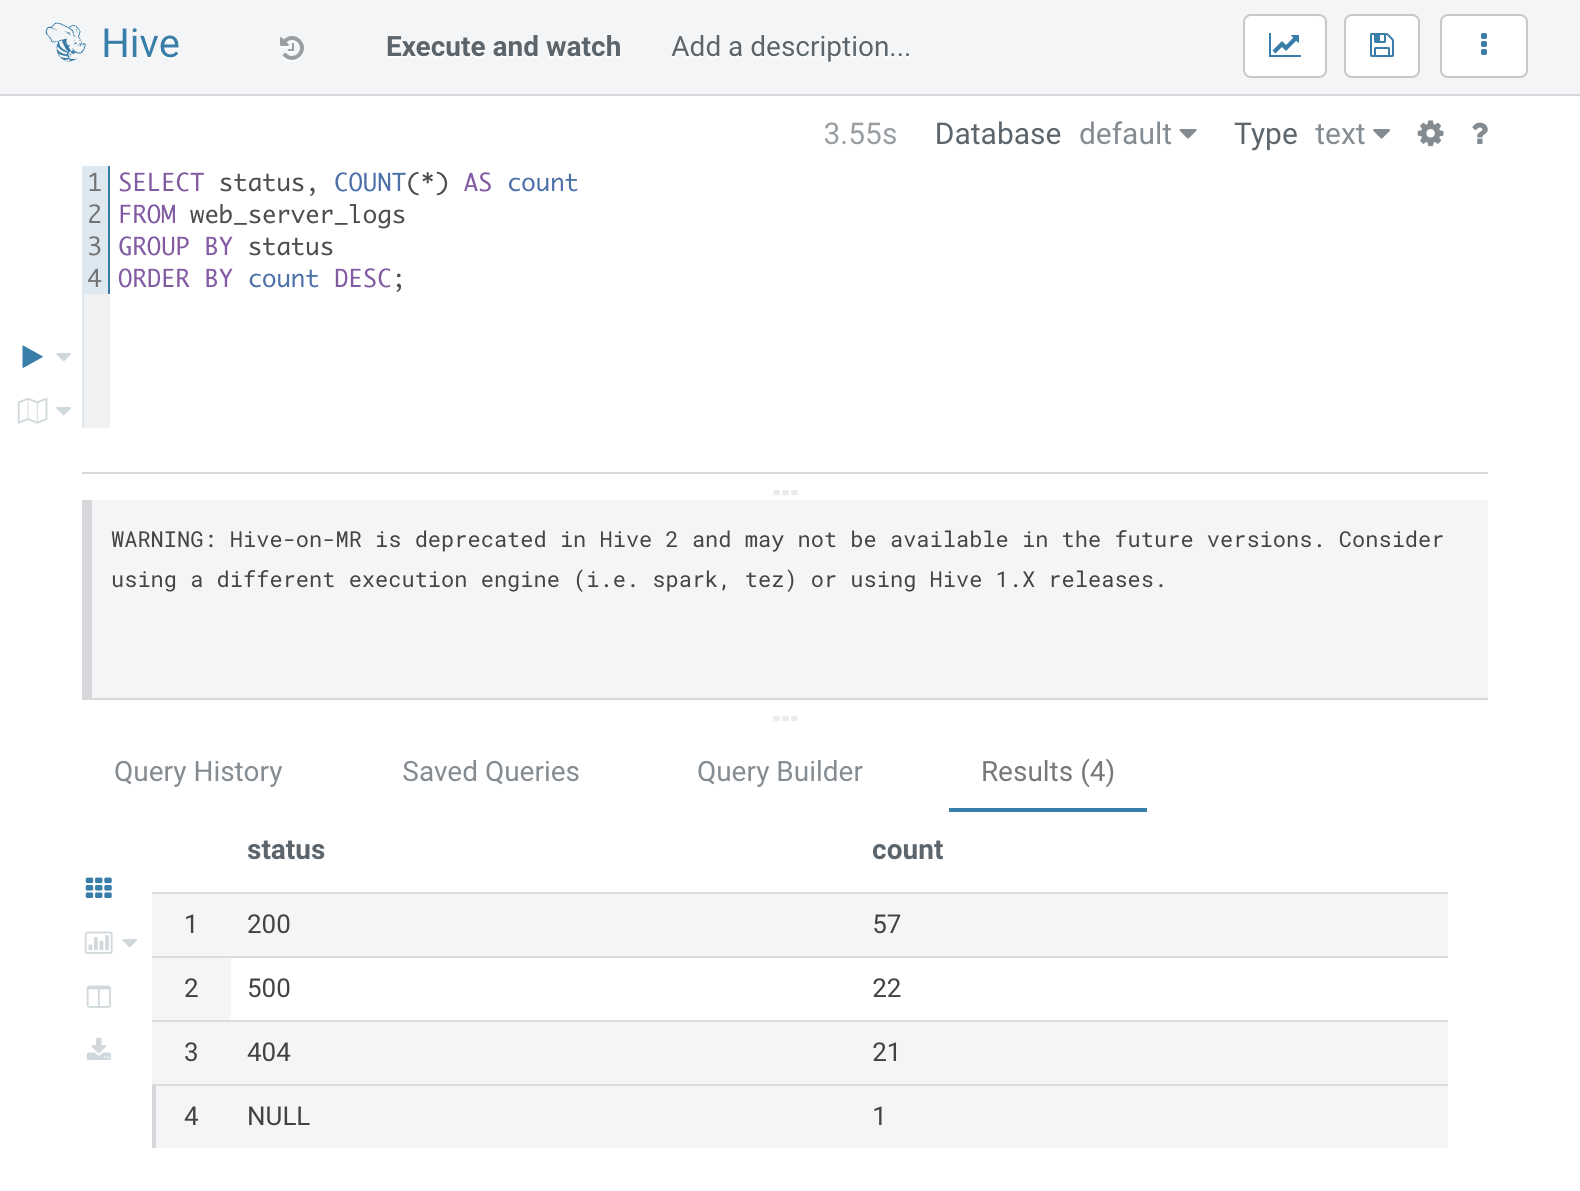 Hive Execute and watch Add a description...
3.55s Database default Type text ?
1 SELECT status, COUNT(*) AS count
2 FROM web_server_logs
3 GROUP BY status
4 ORDER BY count DESC;
WARNING: Hive-on-MR is deprecated in Hive 2 and may not be available in the future versions. Consider
using a different execution engine (i.e. spark, tez) or using Hive 1.X releases.
Query History Saved Queries Query Builder Results (4)
status count
1 200 57
2 500 22
3 404 21
4 NULL 1